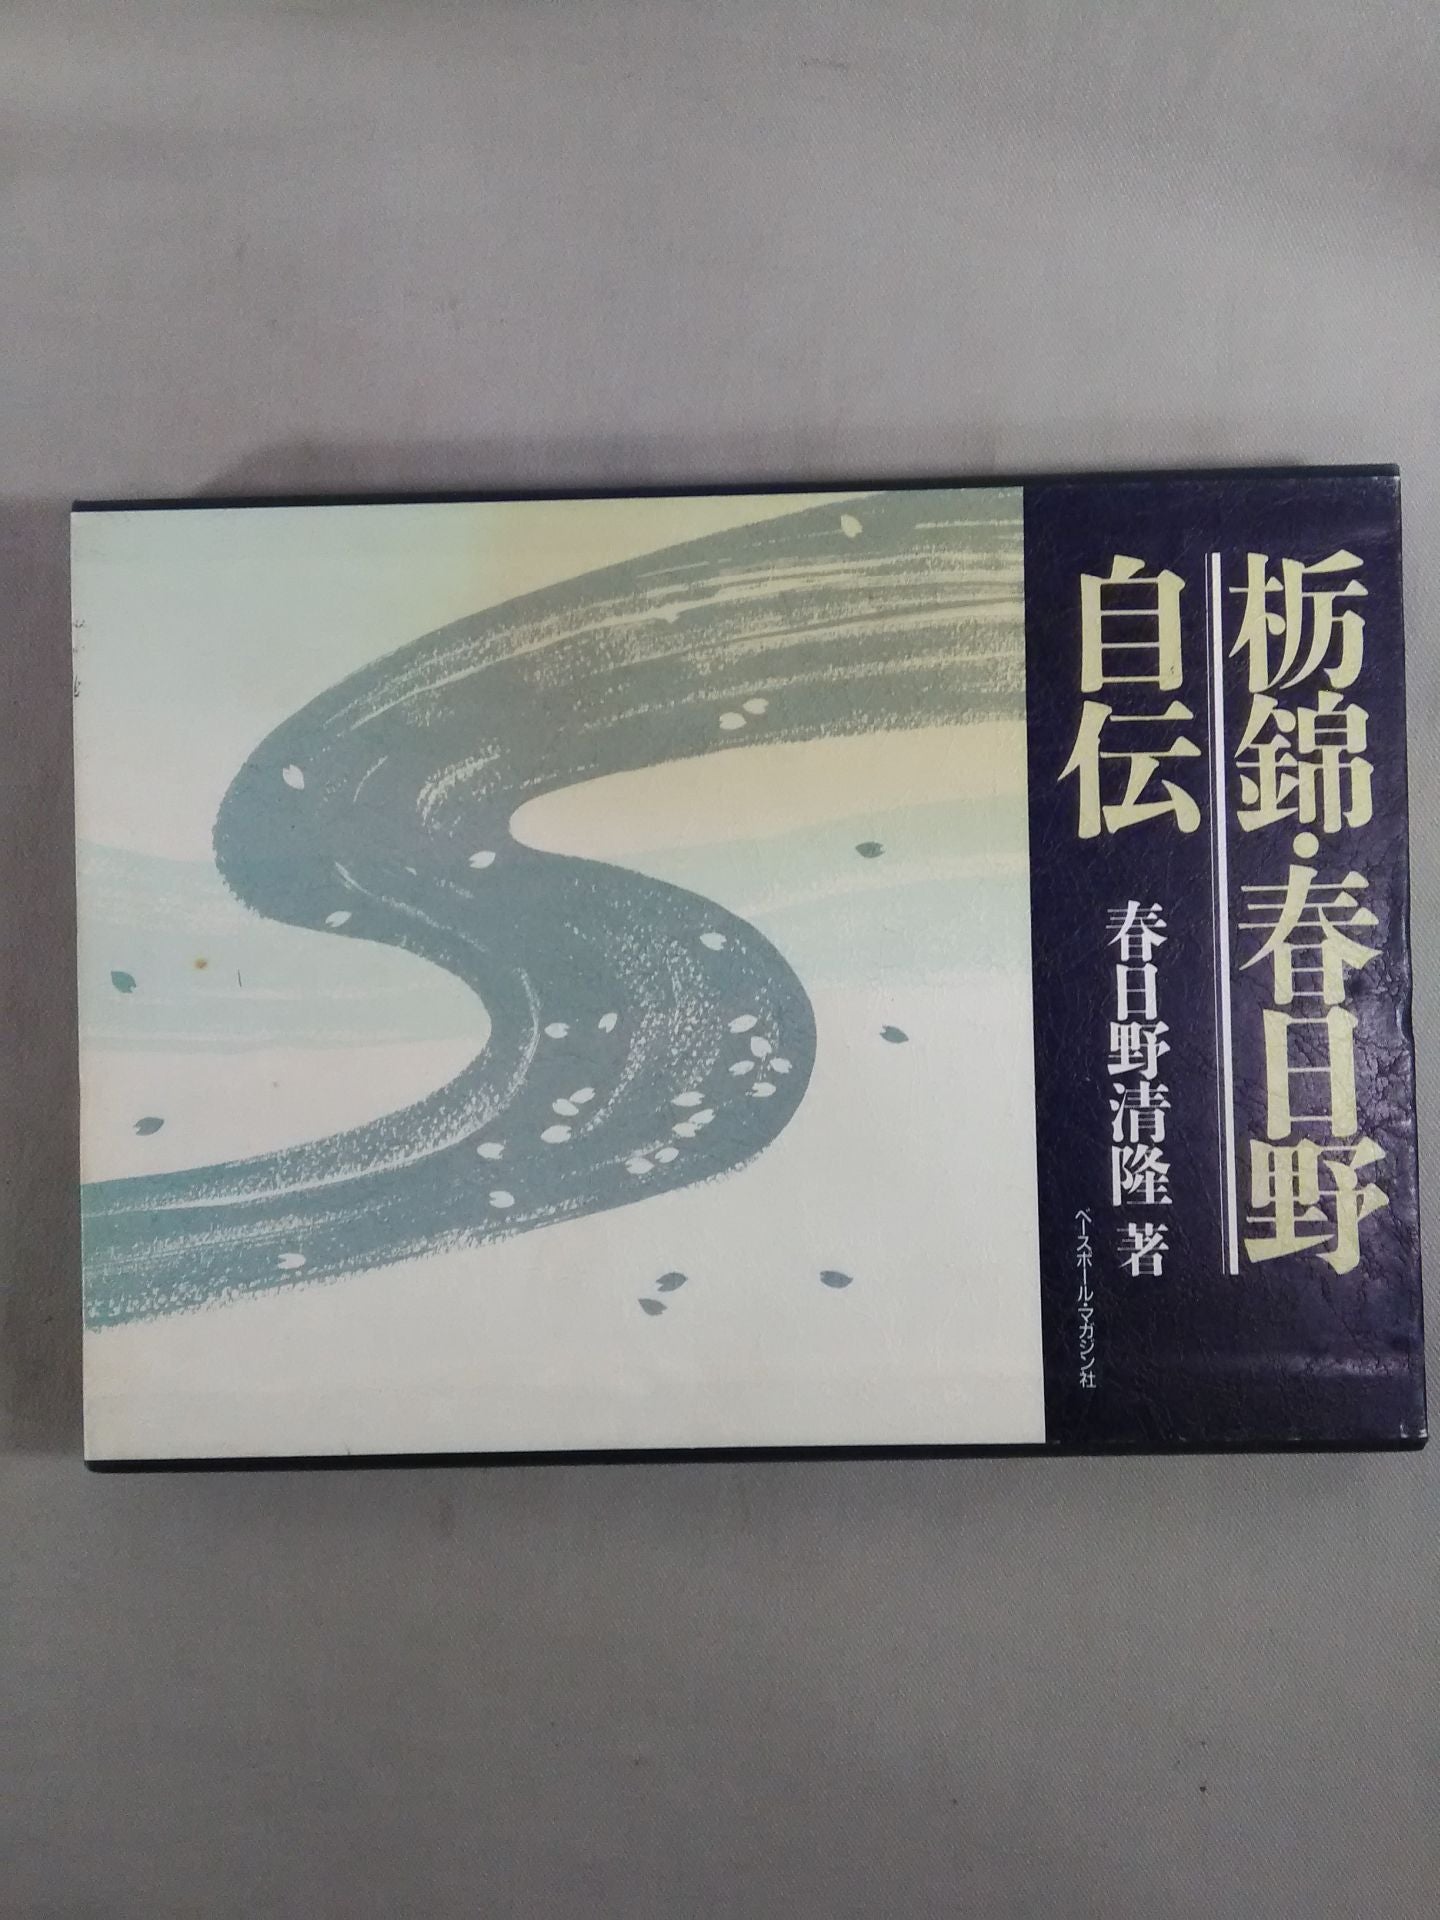 栃錦・春日野
自伝
春日野清隆 著
ベースボール・マガジン社